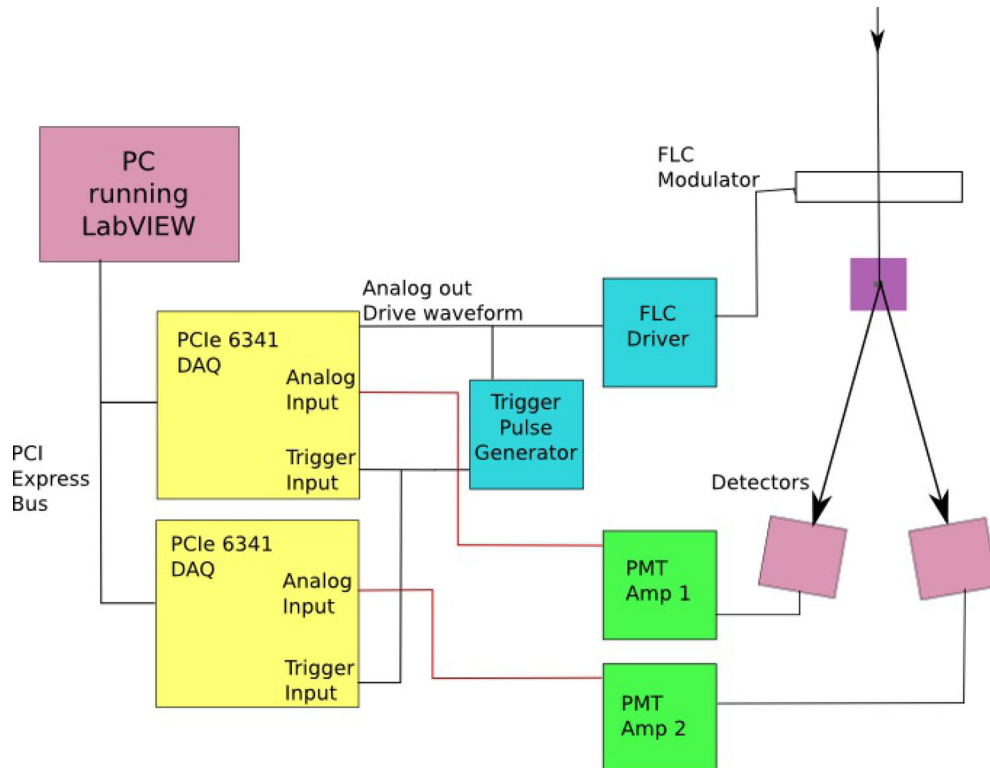 PC
running
LabVIEW
FLC
Modulator
Analog out
Drive waveform
FLC
Driver
PCIe 6341
DAQ
Analog
Input
Trigger
Input
Trigger
Pulse
Generator
PCI
Express
Bus
Detectors
PCIe 6341
DAQ
Analog
Input
Trigger
Input
PMT
Amp 1
PMT
Amp 2